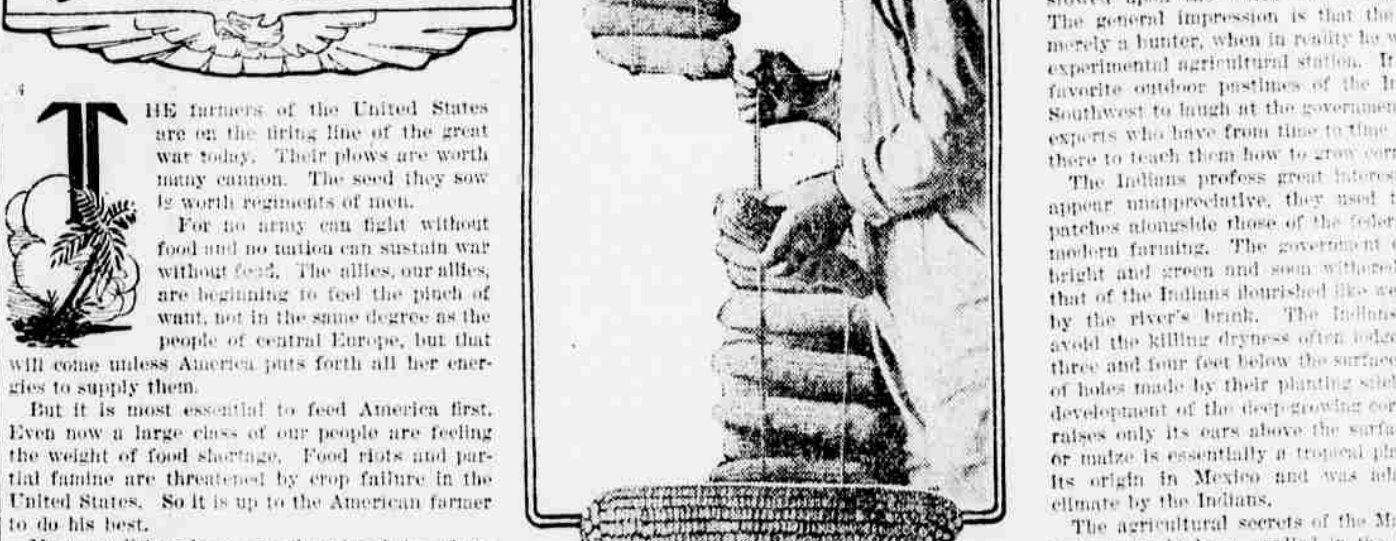 THE farmers of the United States
are on the firing line of the great
war today. Their plows are worth
many cannon. The seed they sow
is worth regiments of men.
For no army can fight without
food and no nation can sustain war
without food. The allies, our allies,
are beginning to feel the pinch of
want, not in the same degree as the
people of central Europe, but that
will come unless America puts forth all her ener-
gies to supply them.
But it is most essential to feed America first.
Even now a large class of our people are feeling
the weight of food shortage. Food riots and par-
tial famine are threatened by crop failure in the
United States. So it is up to the American farmer
to do his best.
The general impression is that the
merely a hunter, when in reality he w
experimental agricultural station. It
favorite outdoor pastimes of the I
Southwest to laugh at the governmen
experts who have from time to time
there to teach them how to grow corn
The Indians profess great interes
appear unappreciative, they used t
patches alongside those of the feder
modern farming. The government
bright and green and soon withered
that of the Indians flourished like we
by the river's brink. The Indians
avoid the killing dryness often lodge
three and four feet below the surface
of holes made by their planting stick
development of the deep-growing cor
raises only its ears above the surfa
or maize is essentially a tropical pla
its origin in Mexico and was ad
climate by the Indians.
The agricultural secrets of the M